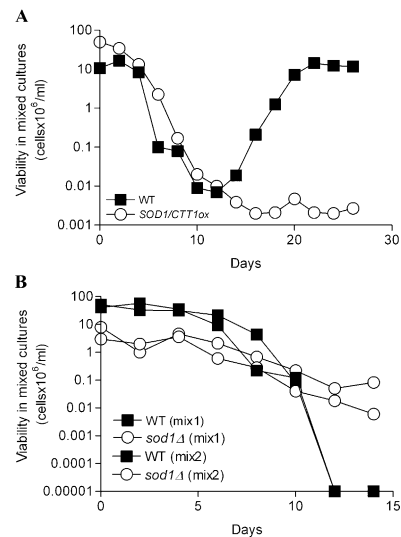 A
Viability in mixed cultures
(cellsx10⁶/ml)
100
10
1
0.1
0.01
0.001
WT
SOD1/CTT1ox
0
10
20
30
Days
B
Viability in mixed cultures
(cellsx10⁶/ml)
100
10
1
0.1
0.01
0.001
0.0001
0.00001
WT (mix1)
sod1Δ (mix1)
WT (mix2)
sod1Δ (mix2)
0
5
10
15
Days